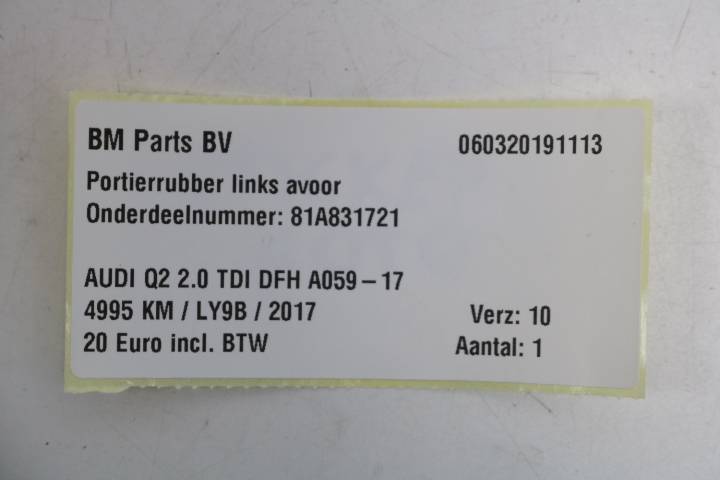 BM Parts BV 060320191113
Portierrubber links avoor
Onderdeelnummer: 81A831721
AUDI Q2 2.0 TDI DFH A059-17
4995 KM / LY9B / 2017 Verz: 10
20 Euro incl. BTW Aantal: 1